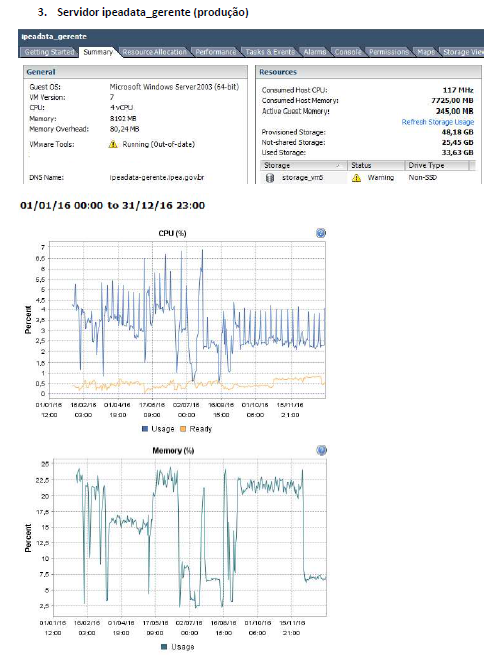 3. Servidor ipeadata_gerente (produção)
ipeadata_gerente
Getting Started Summary Resource Allocation Performance Tasks & Events Alarms Console Permissions Maps Storage View
General
Guest OS: Microsoft Windows Server 2003 (64-bit)
VM Version: 7
CPU: 4 vCPU
Memory: 8192 MB
Memory Overhead: 80,24 MB
VMware Tools: Running (Out-of-date)
DNS Name: ipeadata-gerente.ipea.gov.br
Resources
Consumed Host CPU: 117 MHz
Consumed Host Memory: 7725,00 MB
Active Guest Memory: 245,00 MB
Refresh Storage Usage
Provisioned Storage: 48,18 GB
Not-shared Storage: 25,45 GB
Used Storage: 33,63 GB
Storage Status Drive Type
storage_vm5 Warning Non-SSD
01/01/16 00:00 to 31/12/16 23:00
CPU (%)
Percent
7
6,5
6
5,5
5
4,5
4
3,5
3
2,5
2
1,5
1
0,5
0
01/01/16 16/02/16 01/04/16 17/05/16 02/07/16 16/08/16 01/10/16 15/11/16
12:00 03:00 19:00 09:00 00:00 15:00 06:00 21:00
Usage Ready
Memory (%)
Percent
25
22,5
20
17,5
15
12,5
10
7,5
5
2,5
01/01/16 16/02/16 01/04/16 17/05/16 02/07/16 16/08/16 01/10/16 15/11/16
12:00 03:00 19:00 09:00 00:00 15:00 06:00 21:00
Usage